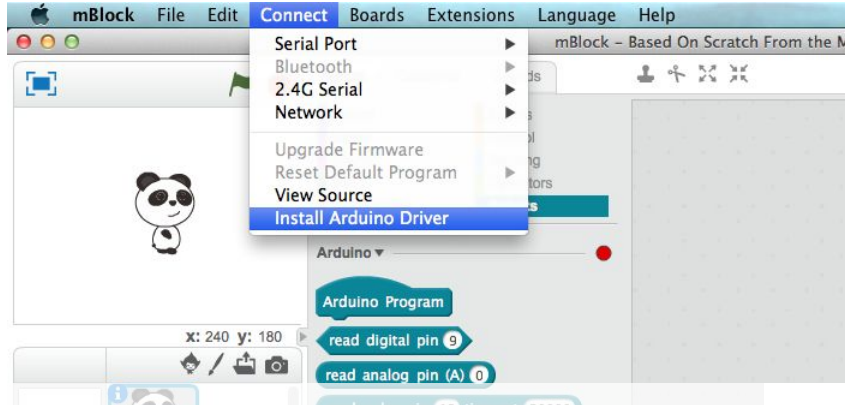 mBlock File Edit Connect Boards Extensions Language Help
mBlock – Based On Scratch From the M
Serial Port
Bluetooth
2.4G Serial
Network
Upgrade Firmware
Reset Default Program
View Source
Install Arduino Driver
Arduino
Arduino Program
read digital pin 9
x: 240 y: 180
read analog pin (A) 0